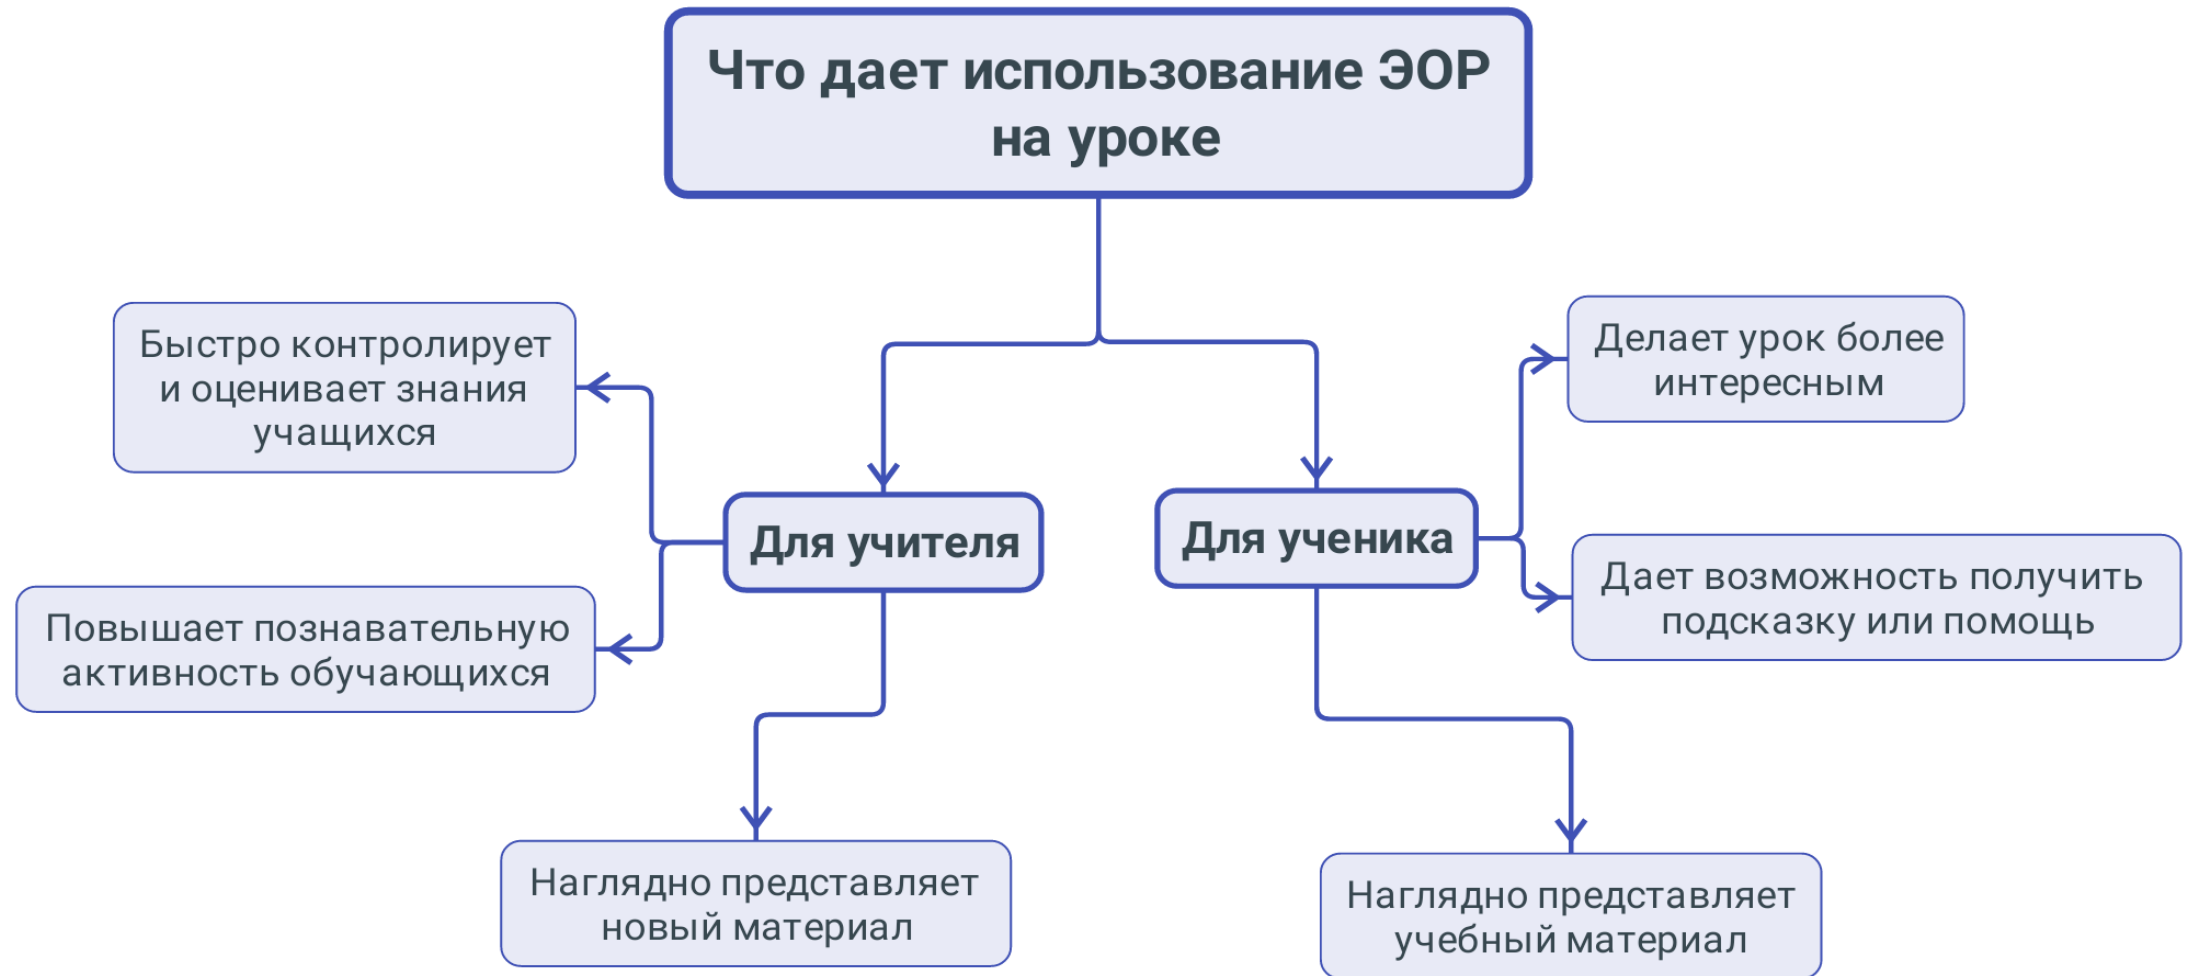 Что дает использование ЭОР
на уроке
Быстро контролирует
и оценивает знания
учащихся
Делает урок более
интересным
Для учителя
Для ученика
Дает возможность получить
подсказку или помощь
Повышает познавательную
активность обучающихся
Наглядно представляет
новый материал
Наглядно представляет
учебный материал